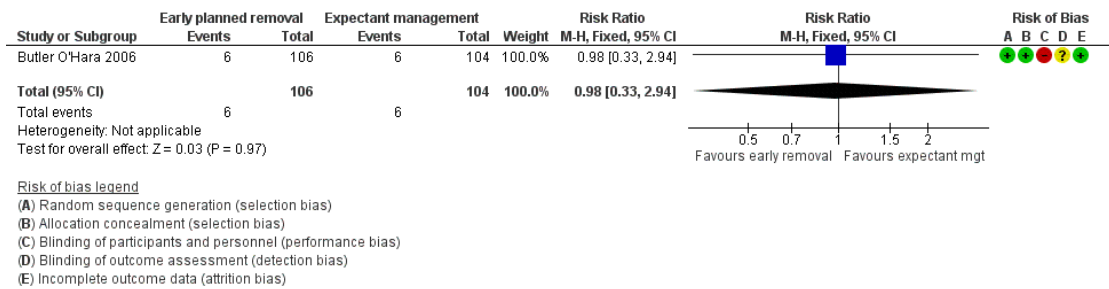 Early planned removal Expectant management Risk Ratio Risk Ratio Risk of Bias
Study or Subgroup Events Total Events Total Weight M-H, Fixed, 95% CI M-H, Fixed, 95% CI A B C D E
Butler O'Hara 2006 6 106 6 104 100.0% 0.98 [0.33, 2.94] + + - ? +
Total (95% CI) 106 104 100.0% 0.98 [0.33, 2.94]
Total events 6 6
Heterogeneity: Not applicable
Test for overall effect: Z = 0.03 (P = 0.97)
0.5 0.7 1 1.5 2
Favours early removal Favours expectant mgt
Risk of bias legend
(A) Random sequence generation (selection bias)
(B) Allocation concealment (selection bias)
(C) Blinding of participants and personnel (performance bias)
(D) Blinding of outcome assessment (detection bias)
(E) Incomplete outcome data (attrition bias)